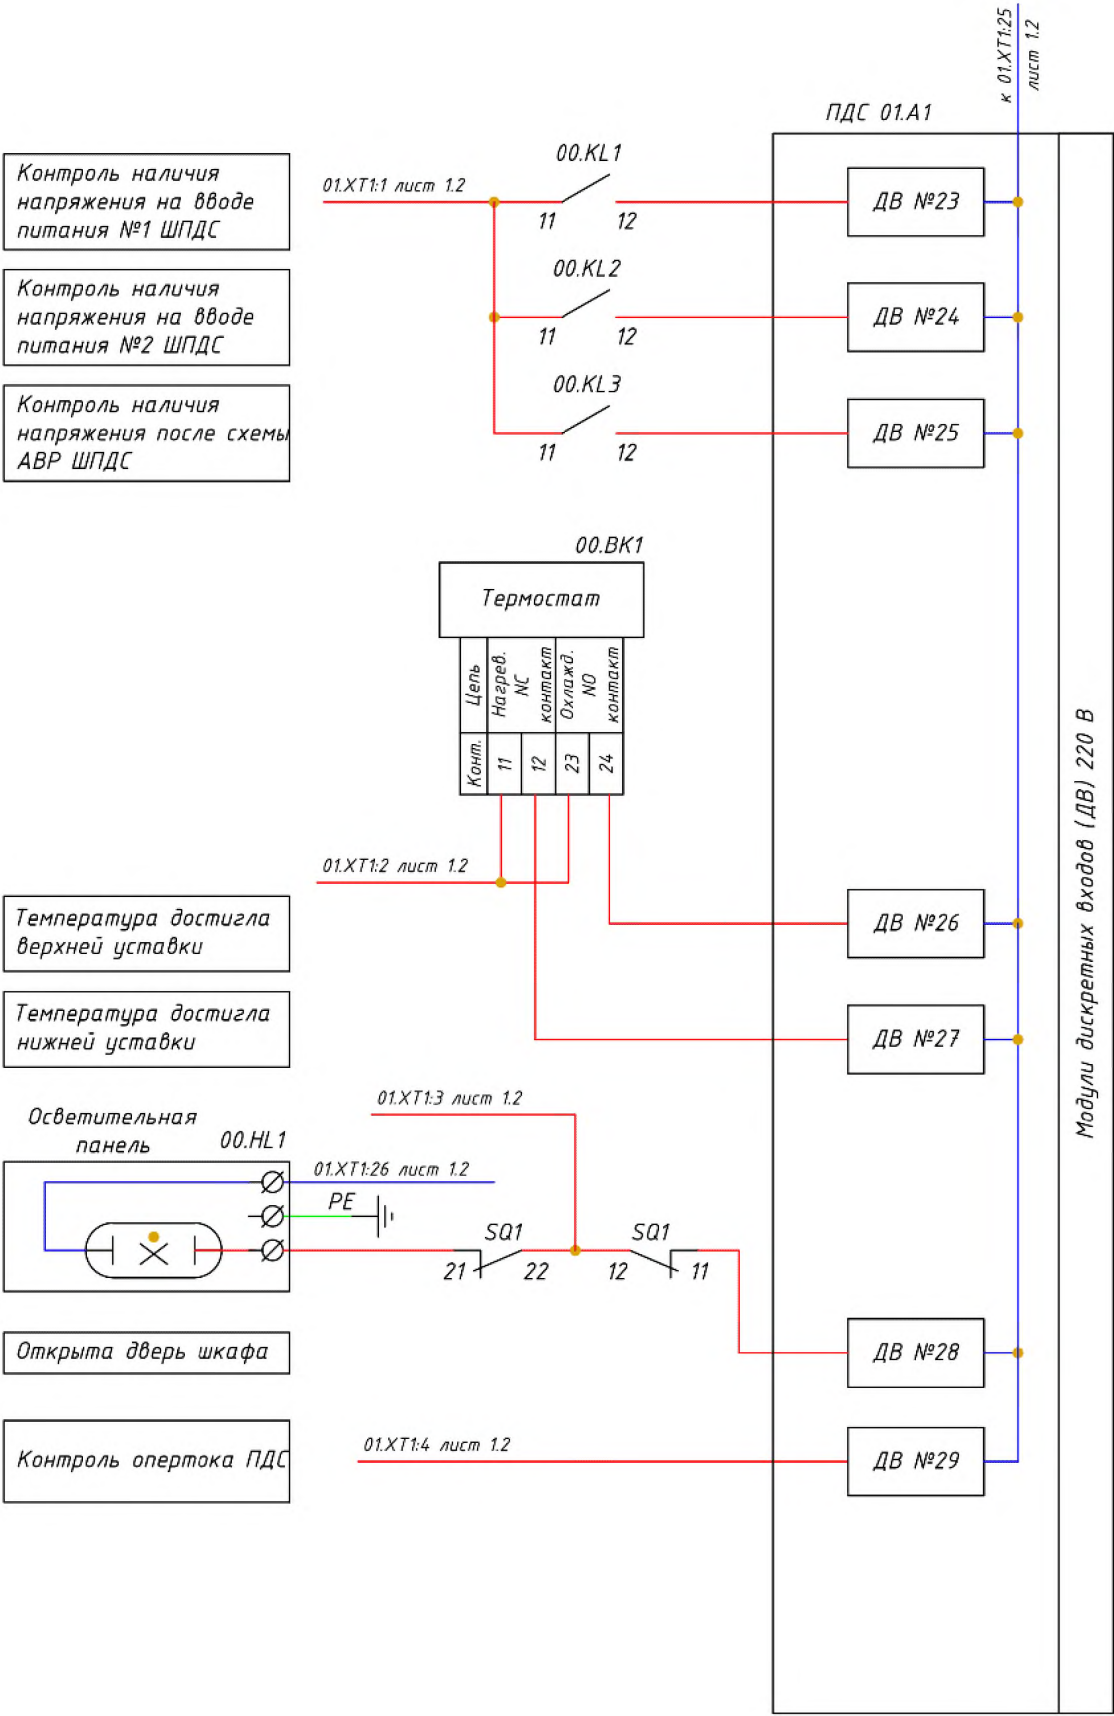 к 01.XT1:25
лист 1.2
ПДС 01.А1
Контроль наличия
напряжения на вводе
питания №1 ШПДС
01.XT1:1 лист 1.2
00.KL1
11
12
ДВ №23
Контроль наличия
напряжения на вводе
питания №2 ШПДС
00.KL2
11
12
ДВ №24
Контроль наличия
напряжения после схемы
АВР ШПДС
00.KL3
11
12
ДВ №25
00.BK1
Термостат
Цепь
Нагрев.
NC
контакт
Охлажд.
NO
контакт
Конт.
11
12
23
24
01.XT1:2 лист 1.2
Температура достигла
верхней уставки
ДВ №26
Температура достигла
нижней уставки
ДВ №27
Модули дискретных входов (ДВ) 220 В
01.XT1:3 лист 1.2
Осветительная
панель
00.HL1
01.XT1:26 лист 1.2
PE
SQ1
21
22
SQ1
12
11
Открыта дверь шкафа
ДВ №28
Контроль опертока ПДС
01.XT1:4 лист 1.2
ДВ №29